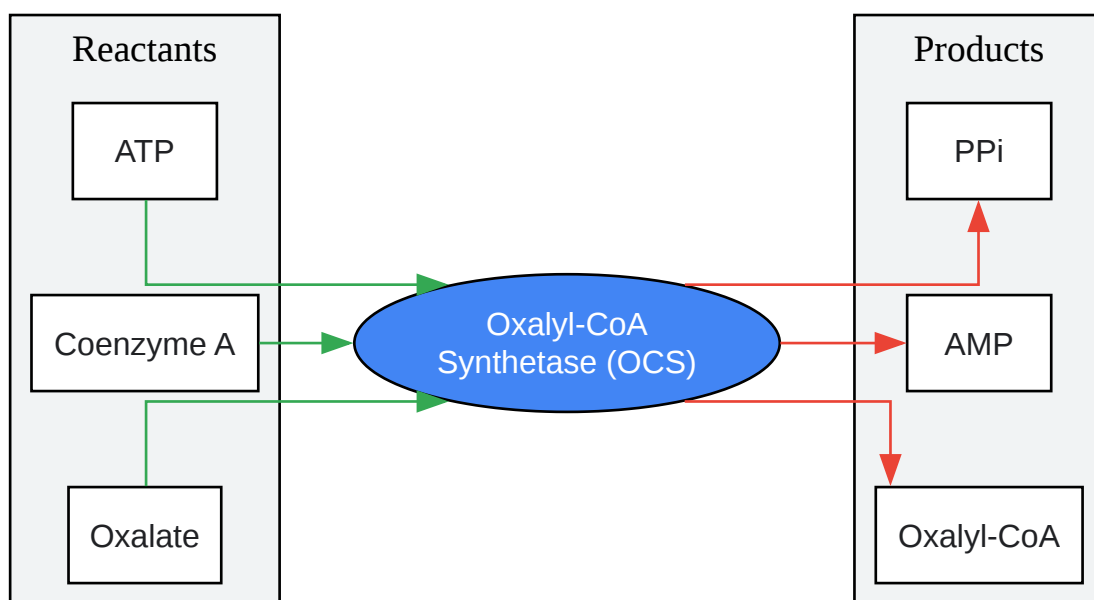 Reactants
ATP
Coenzyme A
Oxalate
Oxalyl-CoA
Synthetase (OCS)
Products
PPi
AMP
Oxalyl-CoA